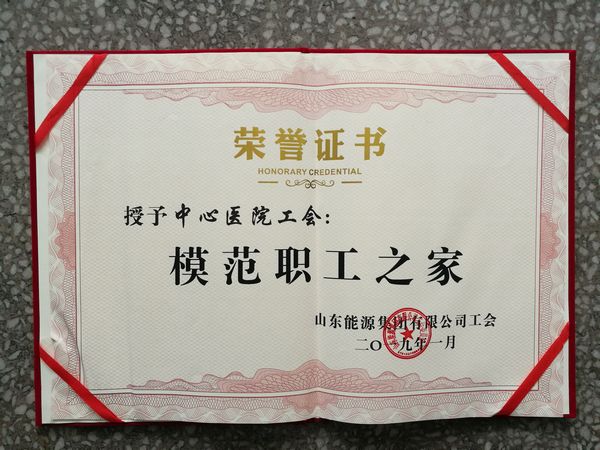 荣誉证书
HONORARY CREDENTIAL
授予中心医院工会：
模范职工之家
山东能源集团有限公司工会
二〇一九年一月